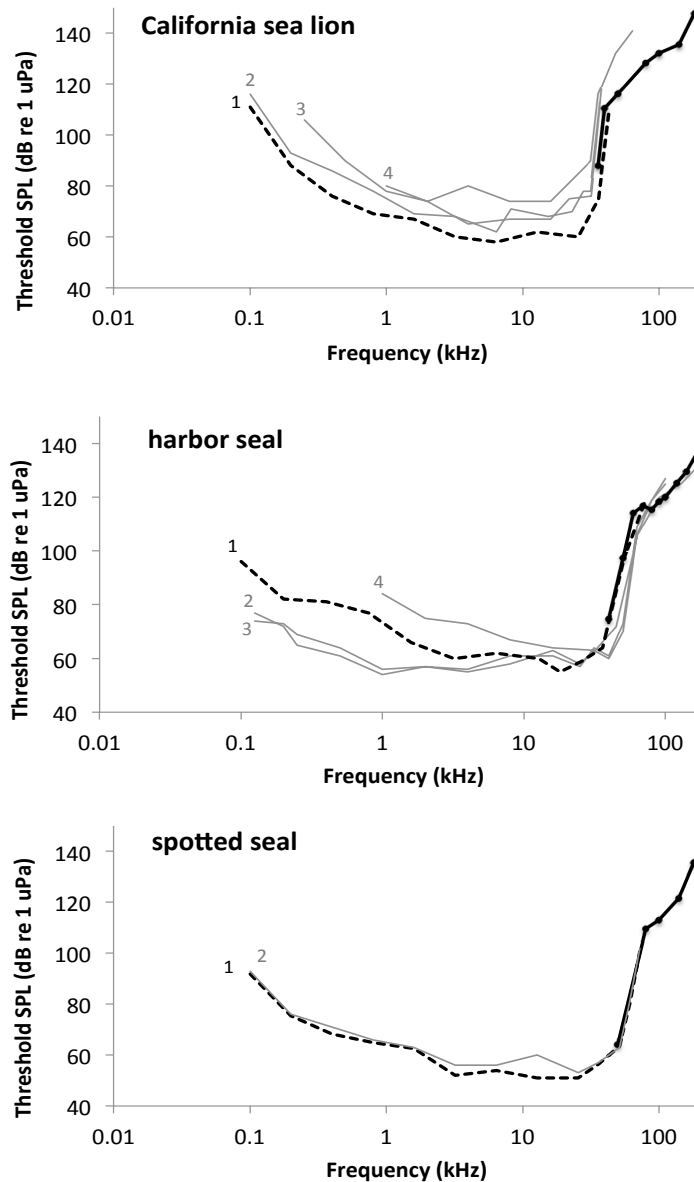 California sea lion
Threshold SPL (dB re 1 uPa)
140
120
100
80
60
40
2
1
3
4
0.01 0.1 1 10 100
Frequency (kHz)
harbor seal
Threshold SPL (dB re 1 uPa)
140
120
100
80
60
40
1
2
3
4
0.01 0.1 1 10 100
Frequency (kHz)
spotted seal
Threshold SPL (dB re 1 uPa)
140
120
100
80
60
40
1
2
0.01 0.1 1 10 100
Frequency (kHz)